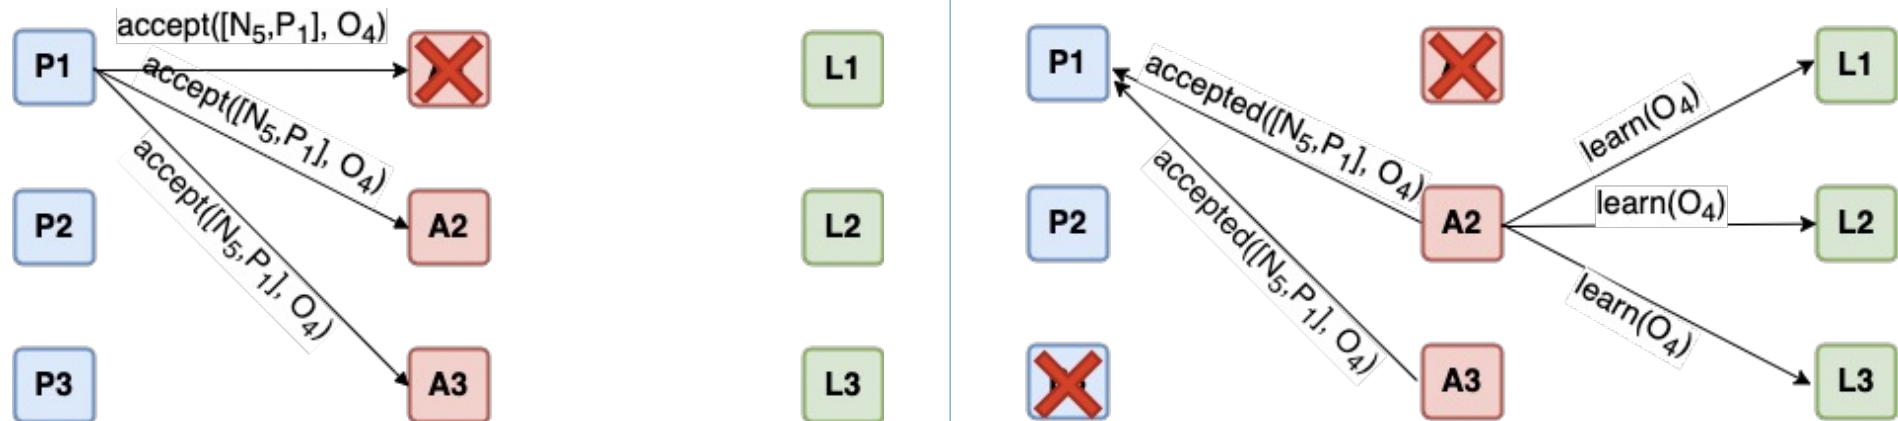 accept([N5,P1], O4)
P1
L1
accept([N5,P1], O4)
accept([N5,P1], O4)
P2
A2
L2
P3
A3
L3
P1
L1
accepted([N5,P1], O4)
learn(O4)
accepted([N5,P1], O4)
learn(O4)
P2
A2
L2
learn(O4)
A3
L3